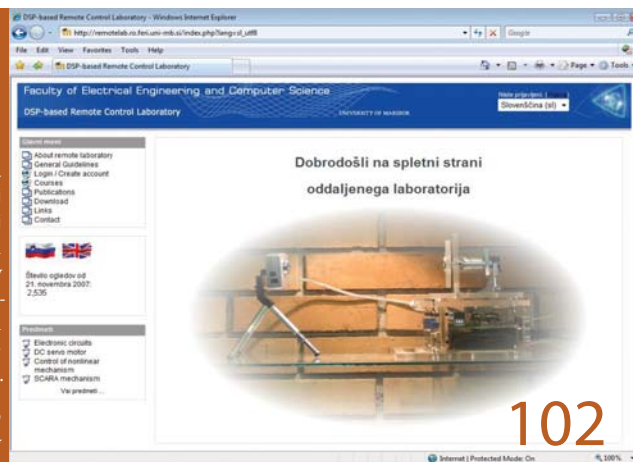 DSP-based Remote Control Laboratory - Windows Internet Explorer
http://remotelab.ro.feri.uni-mb.si/index.php?lang=sl_utf8
Google
File Edit View Favorites Tools Help
DSP-based Remote Control Laboratory
Page Tools
Faculty of Electrical Engineering and Computer Science
DSP-based Remote Control Laboratory
UNIVERSITY OF MARIBOR
Niste prijavljeni.
Slovenščina (sl)
Glavni meni
About remote laboratory
General Guidelines
Login / Create account
Courses
Publications
Download
Links
Contact
Število ogledov od
21. novembra 2007:
2,535
Predmeti
Electronic circuits
DC servo motor
Control of nonlinear
mechanism
SCARA mechanism
Vsi predmeti ...
Dobrodošli na spletni strani
oddaljenega laboratorija
102
Internet | Protected Mode: On
100%